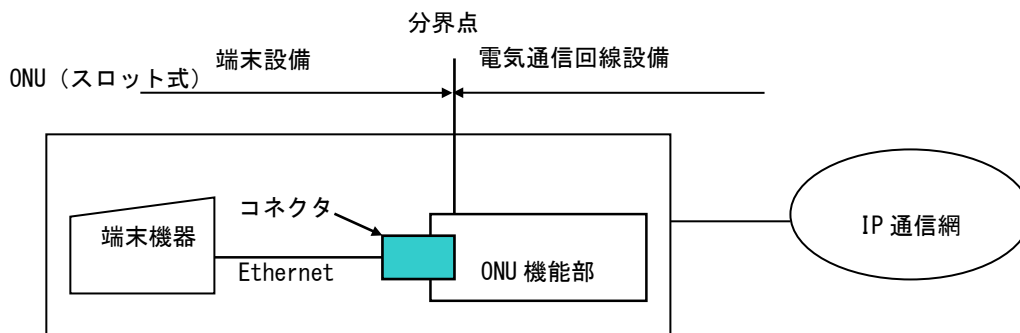 分界点
端末設備
電気通信回線設備
ONU（スロット式）
コネクタ
端末機器
Ethernet
ONU 機能部
IP 通信網